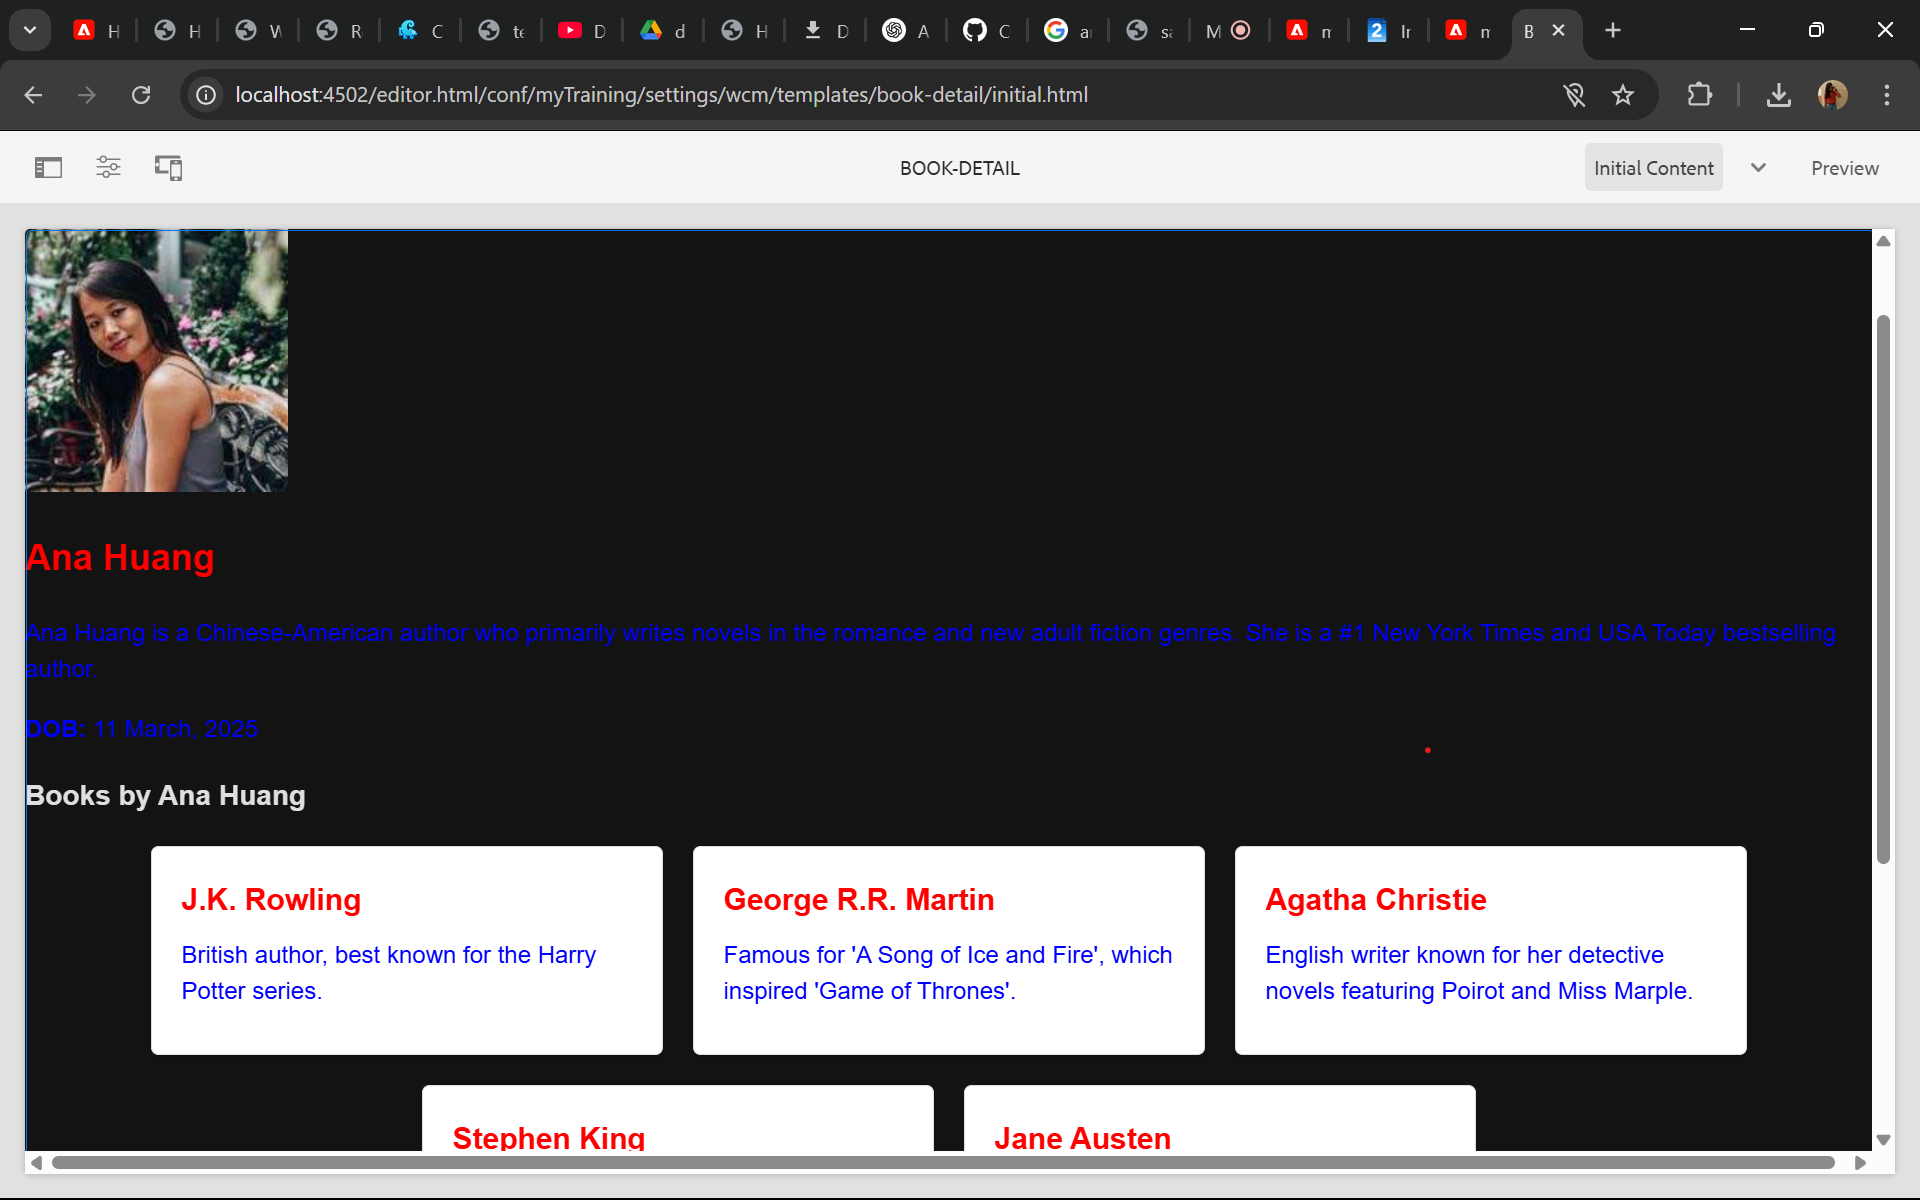 H
H
W
R
C
te
D
d
H
D
A
C
a
sa
M
m
Ir
m
B
localhost:4502/editor.html/conf/myTraining/settings/wcm/templates/book-detail/initial.html
BOOK-DETAIL
Initial Content
Preview
Ana Huang
Ana Huang is a Chinese-American author who primarily writes novels in the romance and new adult fiction genres. She is a #1 New York Times and USA Today bestselling
author.
DOB: 11 March, 2025
Books by Ana Huang
J.K. Rowling
British author, best known for the Harry
Potter series.
George R.R. Martin
Famous for 'A Song of Ice and Fire', which
inspired 'Game of Thrones'.
Agatha Christie
English writer known for her detective
novels featuring Poirot and Miss Marple.
Stephen King
Jane Austen